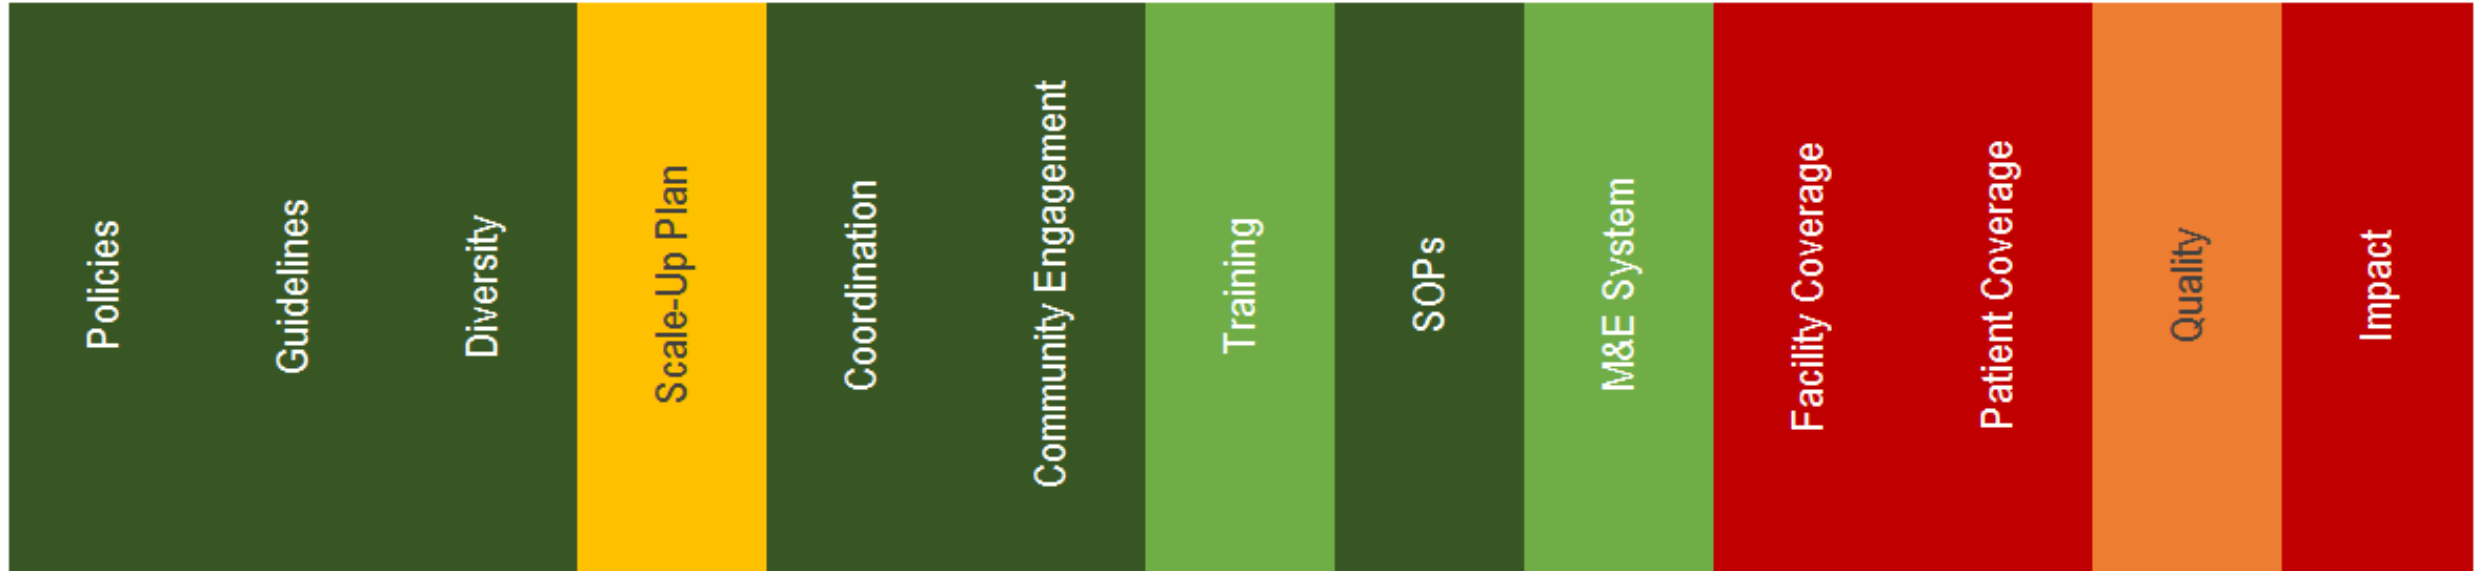 Policies
Guidelines
Diversity
Scale-Up Plan
Coordination
Community Engagement
Training
SOPs
M&E System
Facility Coverage
Patient Coverage
Quality
Impact